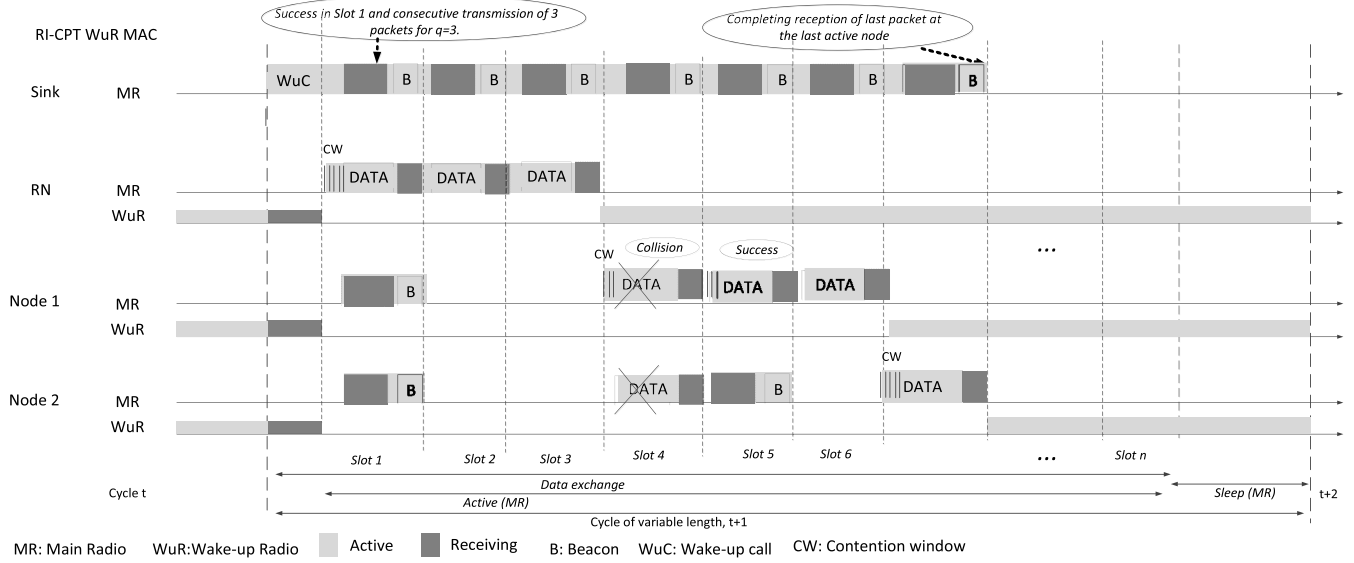 Success in Slot 1 and consecutive transmission of 3
packets for q=3.
Completing reception of last packet at
the last active node
RI-CPT WuR MAC
Sink MR WuC B B B B B B B
CW
RN MR DATA DATA DATA
WuR
Collision Success ...
CW
Node 1 MR B DATA DATA DATA
WuR
CW
Node 2 MR B DATA B DATA
WuR
Slot 1 Slot 2 Slot 3 Slot 4 Slot 5 Slot 6 ... Slot n
Data exchange
Cycle t Active (MR) Sleep (MR) t+2
Cycle of variable length, t+1
MR: Main Radio WuR:Wake-up Radio Active Receiving B: Beacon WuC: Wake-up call CW: Contention window